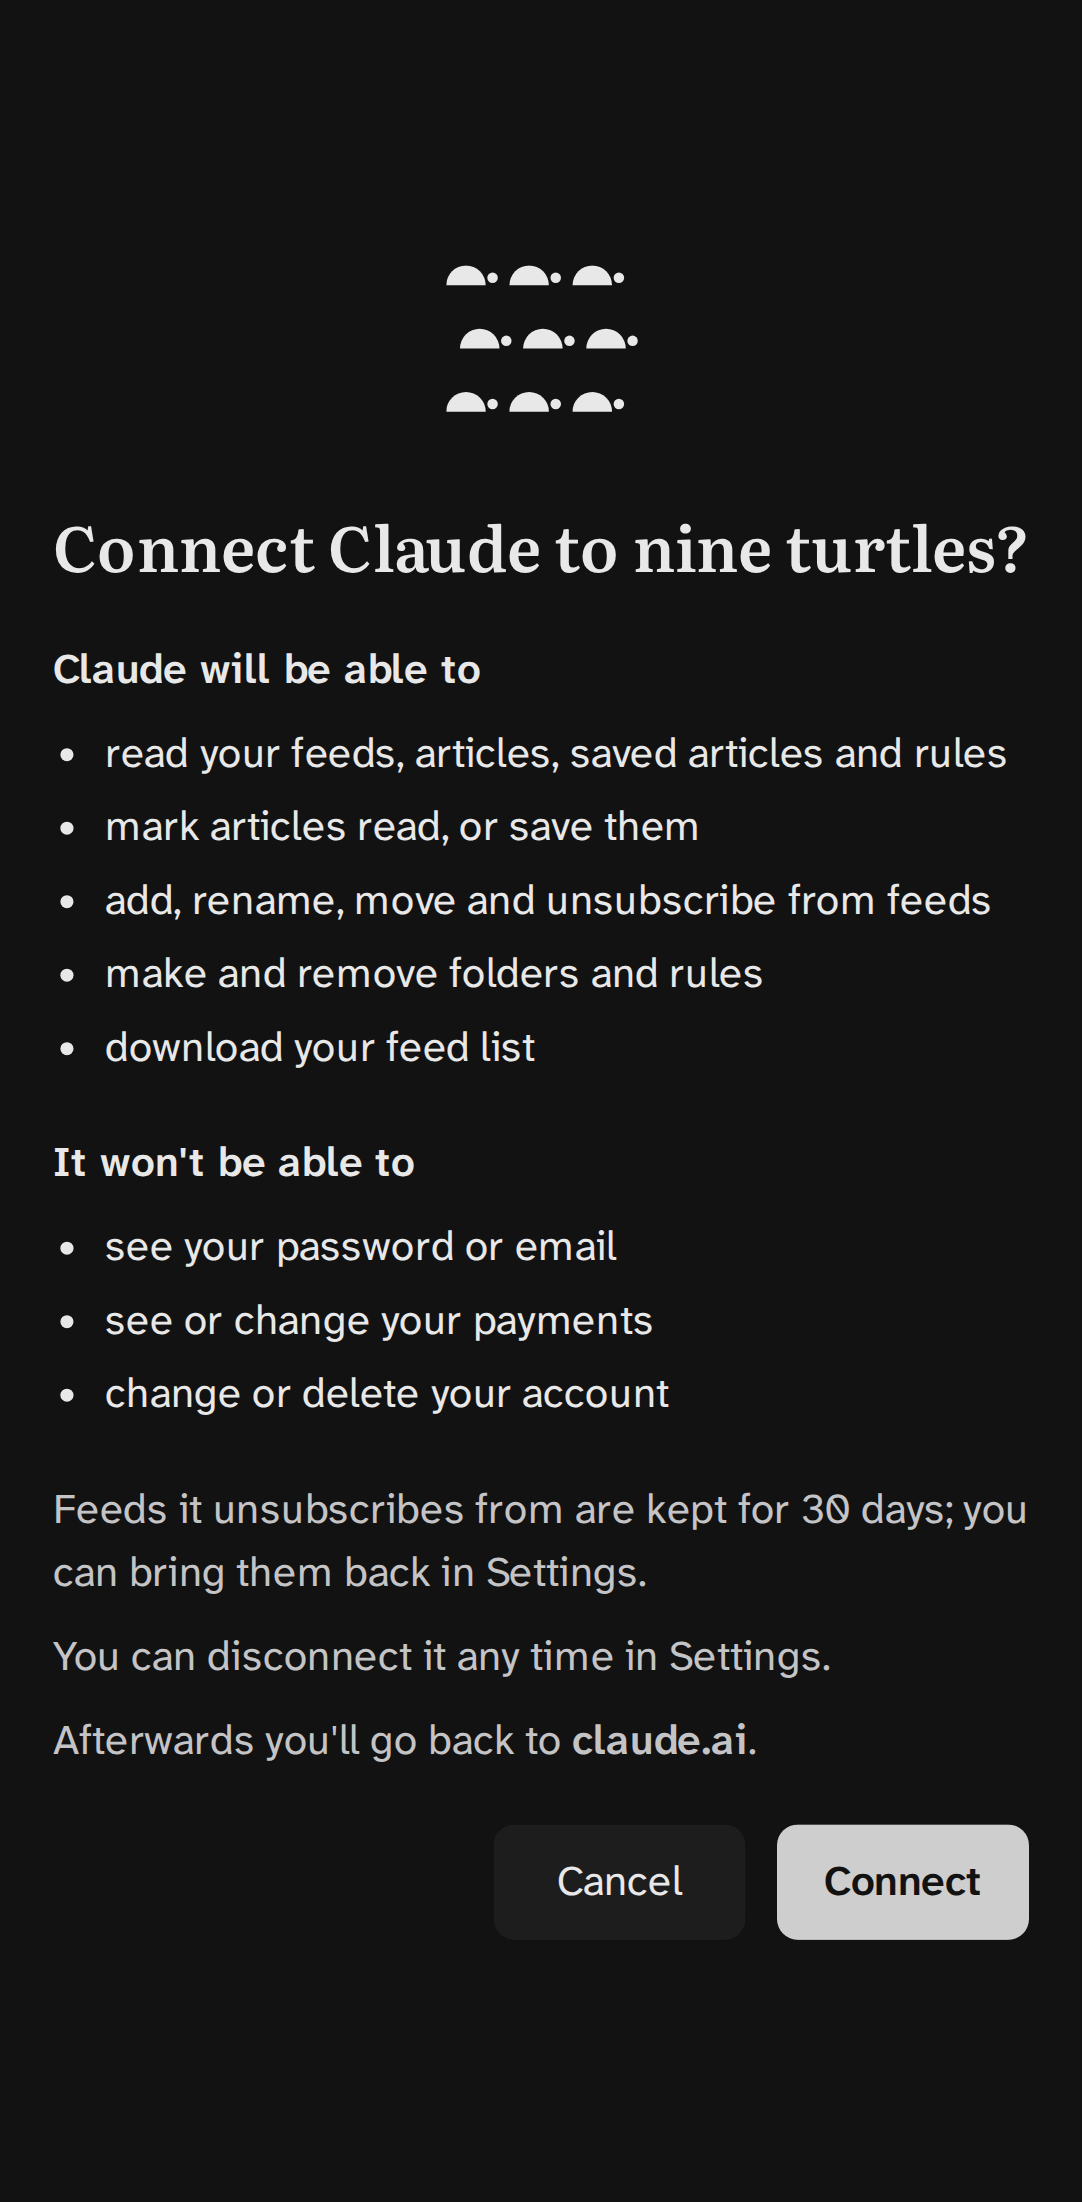 Connect Claude to nine turtles?
Claude will be able to
• read your feeds, articles, saved articles and rules
• mark articles read, or save them
• add, rename, move and unsubscribe from feeds
• make and remove folders and rules
• download your feed list
It won't be able to
• see your password or email
• see or change your payments
• change or delete your account
Feeds it unsubscribes from are kept for 30 days; you
can bring them back in Settings.
You can disconnect it any time in Settings.
Afterwards you'll go back to claude.ai.
Cancel
Connect